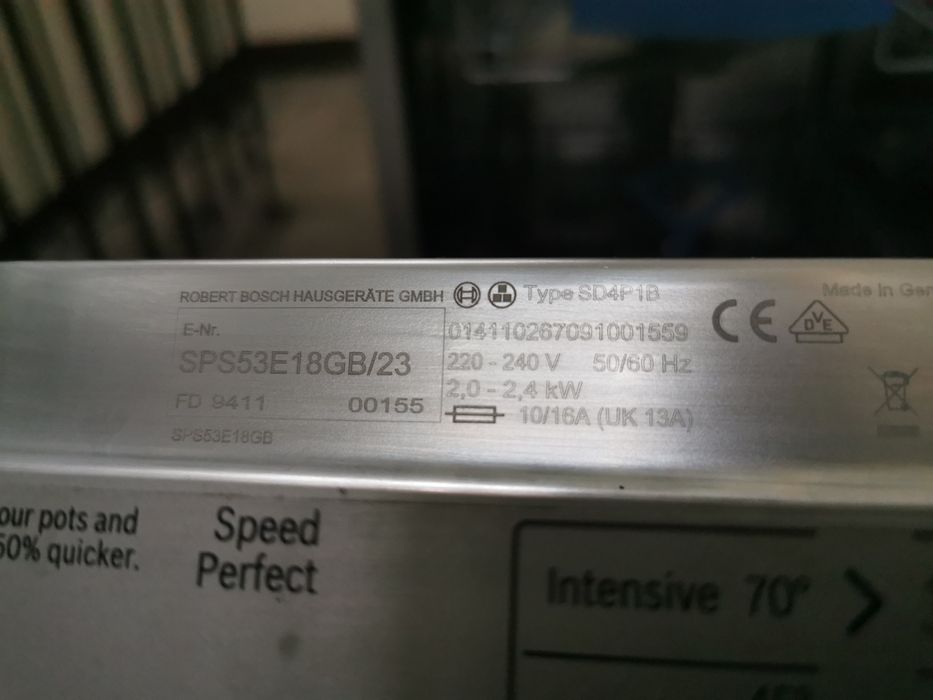 ROBERT BOSCH HAUSGERÄTE GMBH Type SD4P1B Made in Ger
E-Nr. 014110267091001559
SPS53E18GB/23 220 - 240 V 50/60 Hz
2,0 - 2,4 kW
FD 9411 00155 10/16A (UK 13A)
SPS53E18GB
DVE
our pots and
50% quicker.
Speed
Perfect
Intensive 70°